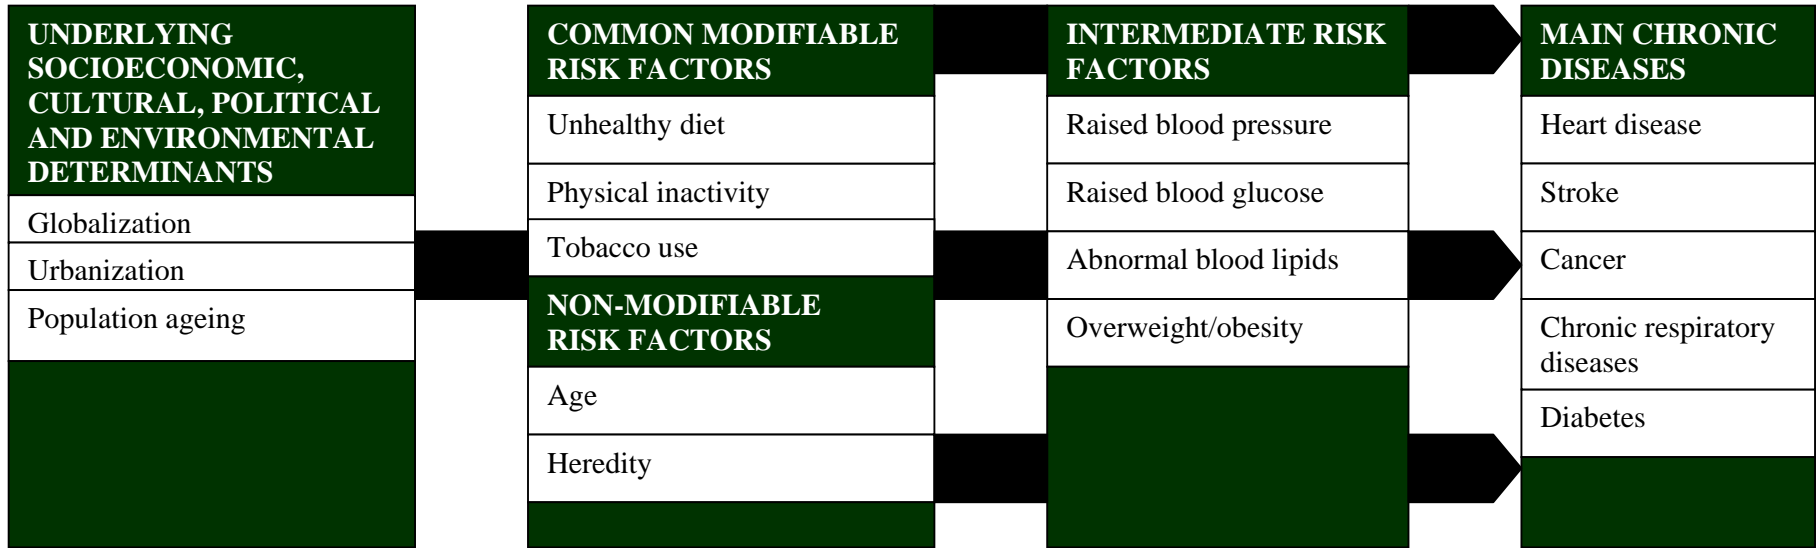 UNDERLYING
SOCIOECONOMIC,
CULTURAL, POLITICAL
AND ENVIRONMENTAL
DETERMINANTS
Globalization
Urbanization
Population ageing
COMMON MODIFIABLE
RISK FACTORS
Unhealthy diet
Physical inactivity
Tobacco use
NON-MODIFIABLE
RISK FACTORS
Age
Heredity
INTERMEDIATE RISK
FACTORS
Raised blood pressure
Raised blood glucose
Abnormal blood lipids
Overweight/obesity
MAIN CHRONIC
DISEASES
Heart disease
Stroke
Cancer
Chronic respiratory
diseases
Diabetes